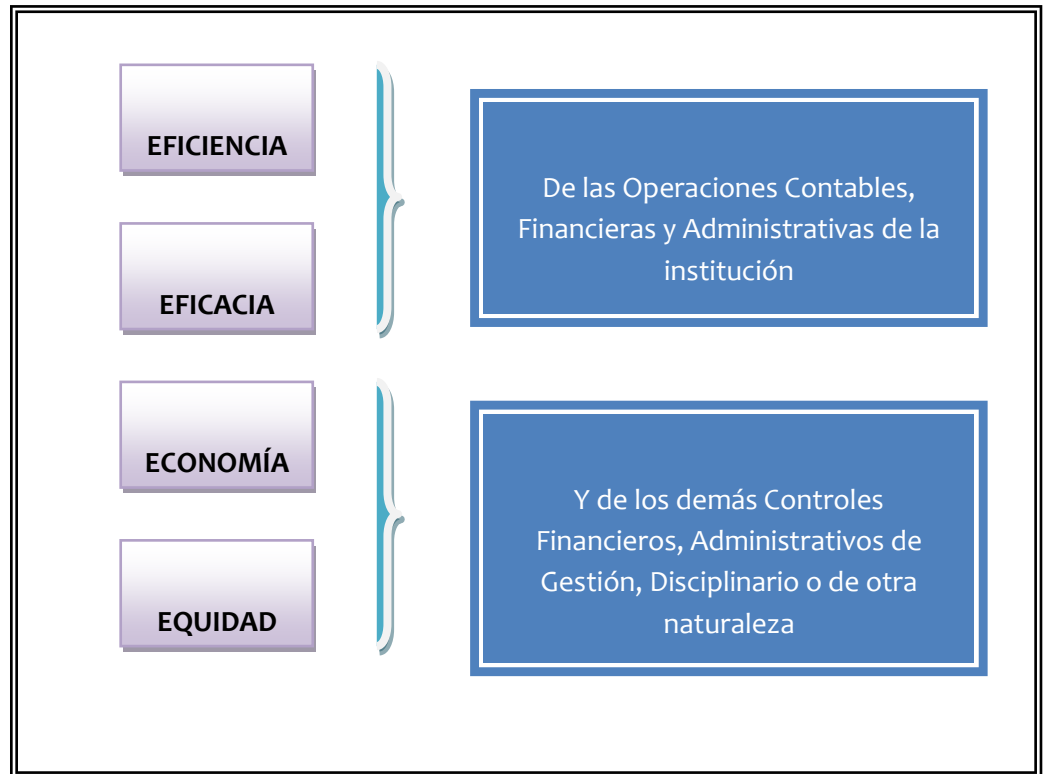 EFICIENCIA
EFICACIA
De las Operaciones Contables,
Financieras y Administrativas de la
institución
ECONOMÍA
EQUIDAD
Y de los demás Controles
Financieros, Administrativos de
Gestión, Disciplinario o de otra
naturaleza